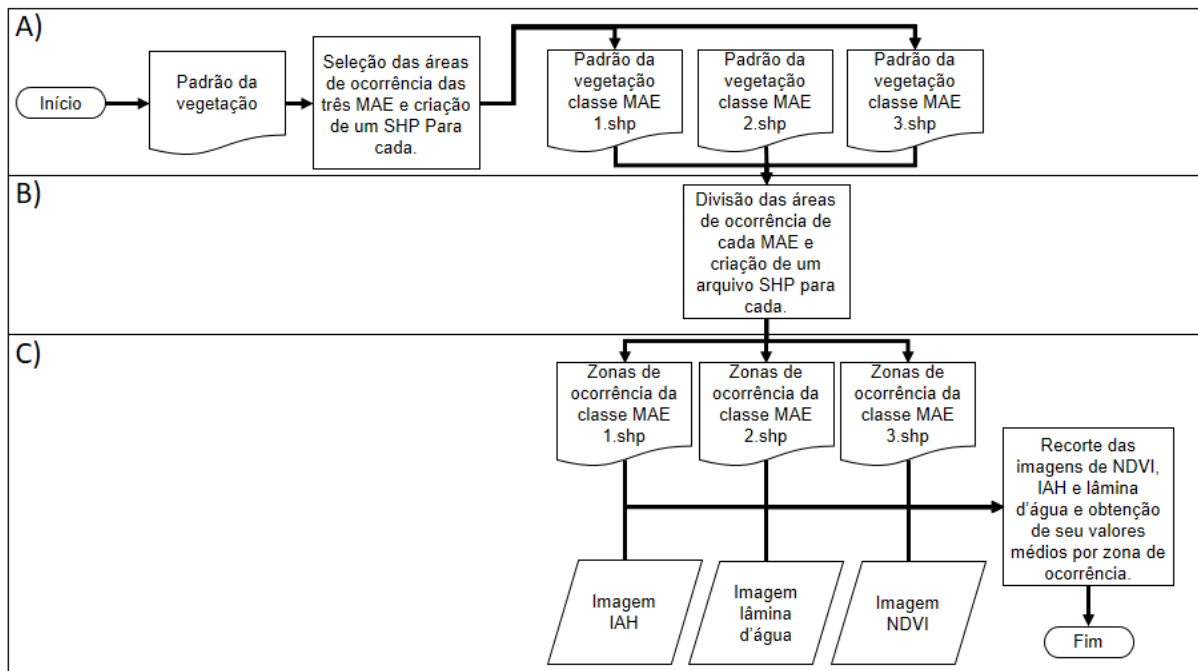 A)
Início
Padrão da
vegetação
Seleção das áreas
de ocorrência das
três MAE e criação
de um SHP Para
cada.
Padrão da
vegetação
classe MAE
1.shp
Padrão da
vegetação
classe MAE
2.shp
Padrão da
vegetação
classe MAE
3.shp
B)
Divisão das áreas
de ocorrência de
cada MAE e
criação de um
arquivo SHP para
cada.
C)
Zonas de
ocorrência da
classe MAE
1.shp
Zonas de
ocorrência da
classe MAE
2.shp
Zonas de
ocorrência da
classe MAE
3.shp
Recorte das
imagens de NDVI,
IAH e lâmina
d'água e obtenção
de seu valores
médios por zona de
ocorrência.
Imagem
IAH
Imagem
lâmina
d'água
Imagem
NDVI
Fim